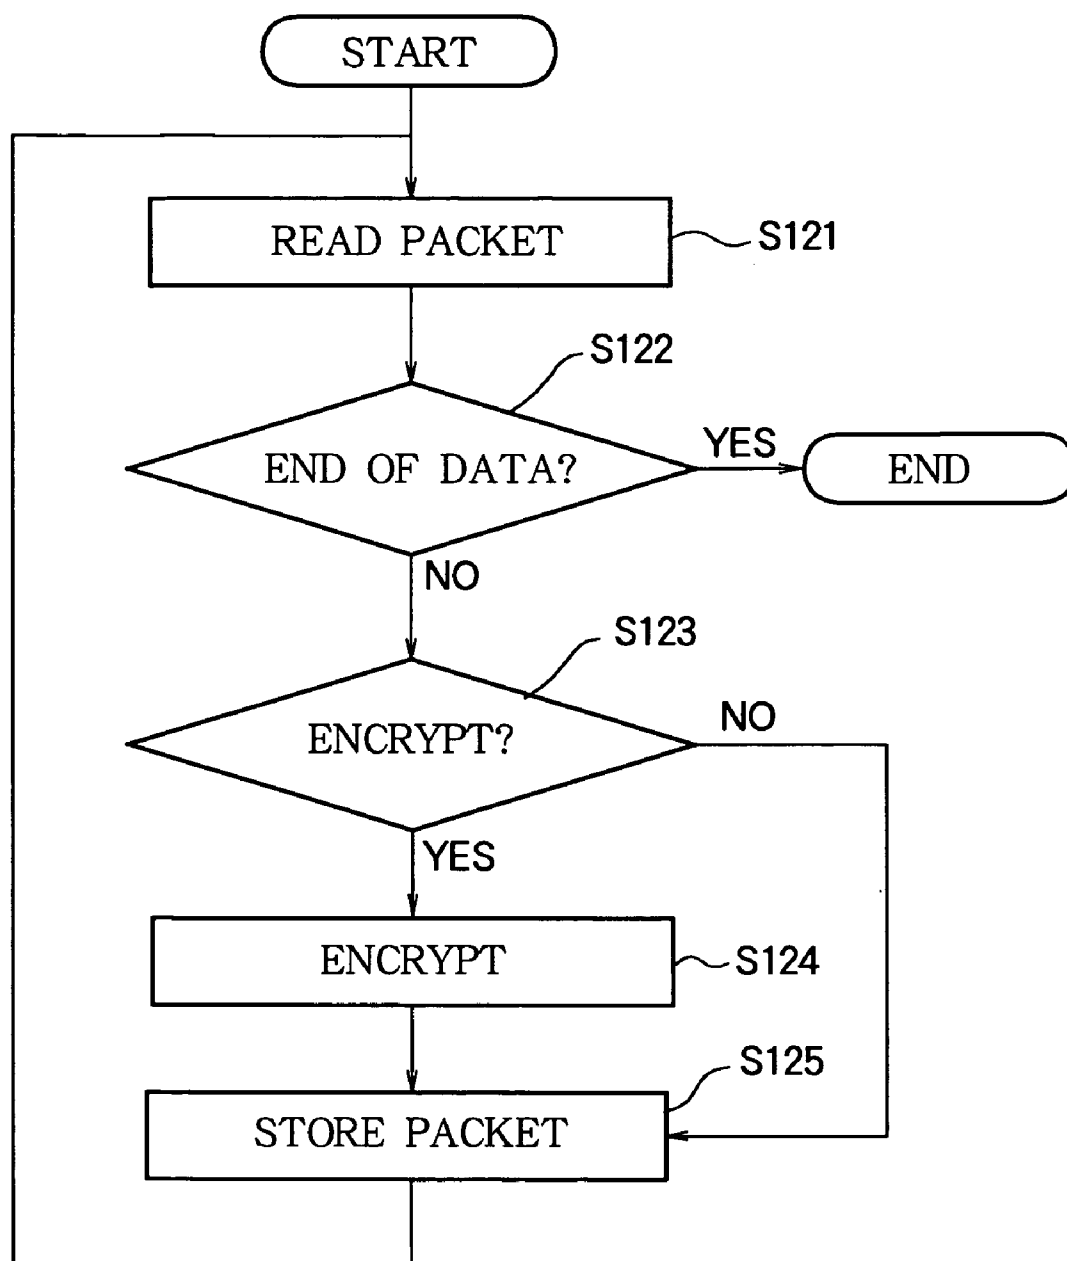 START
READ PACKET
S121
S122
END OF DATA?
YES
END
NO
S123
ENCRYPT?
NO
YES
ENCRYPT
S124
S125
STORE PACKET